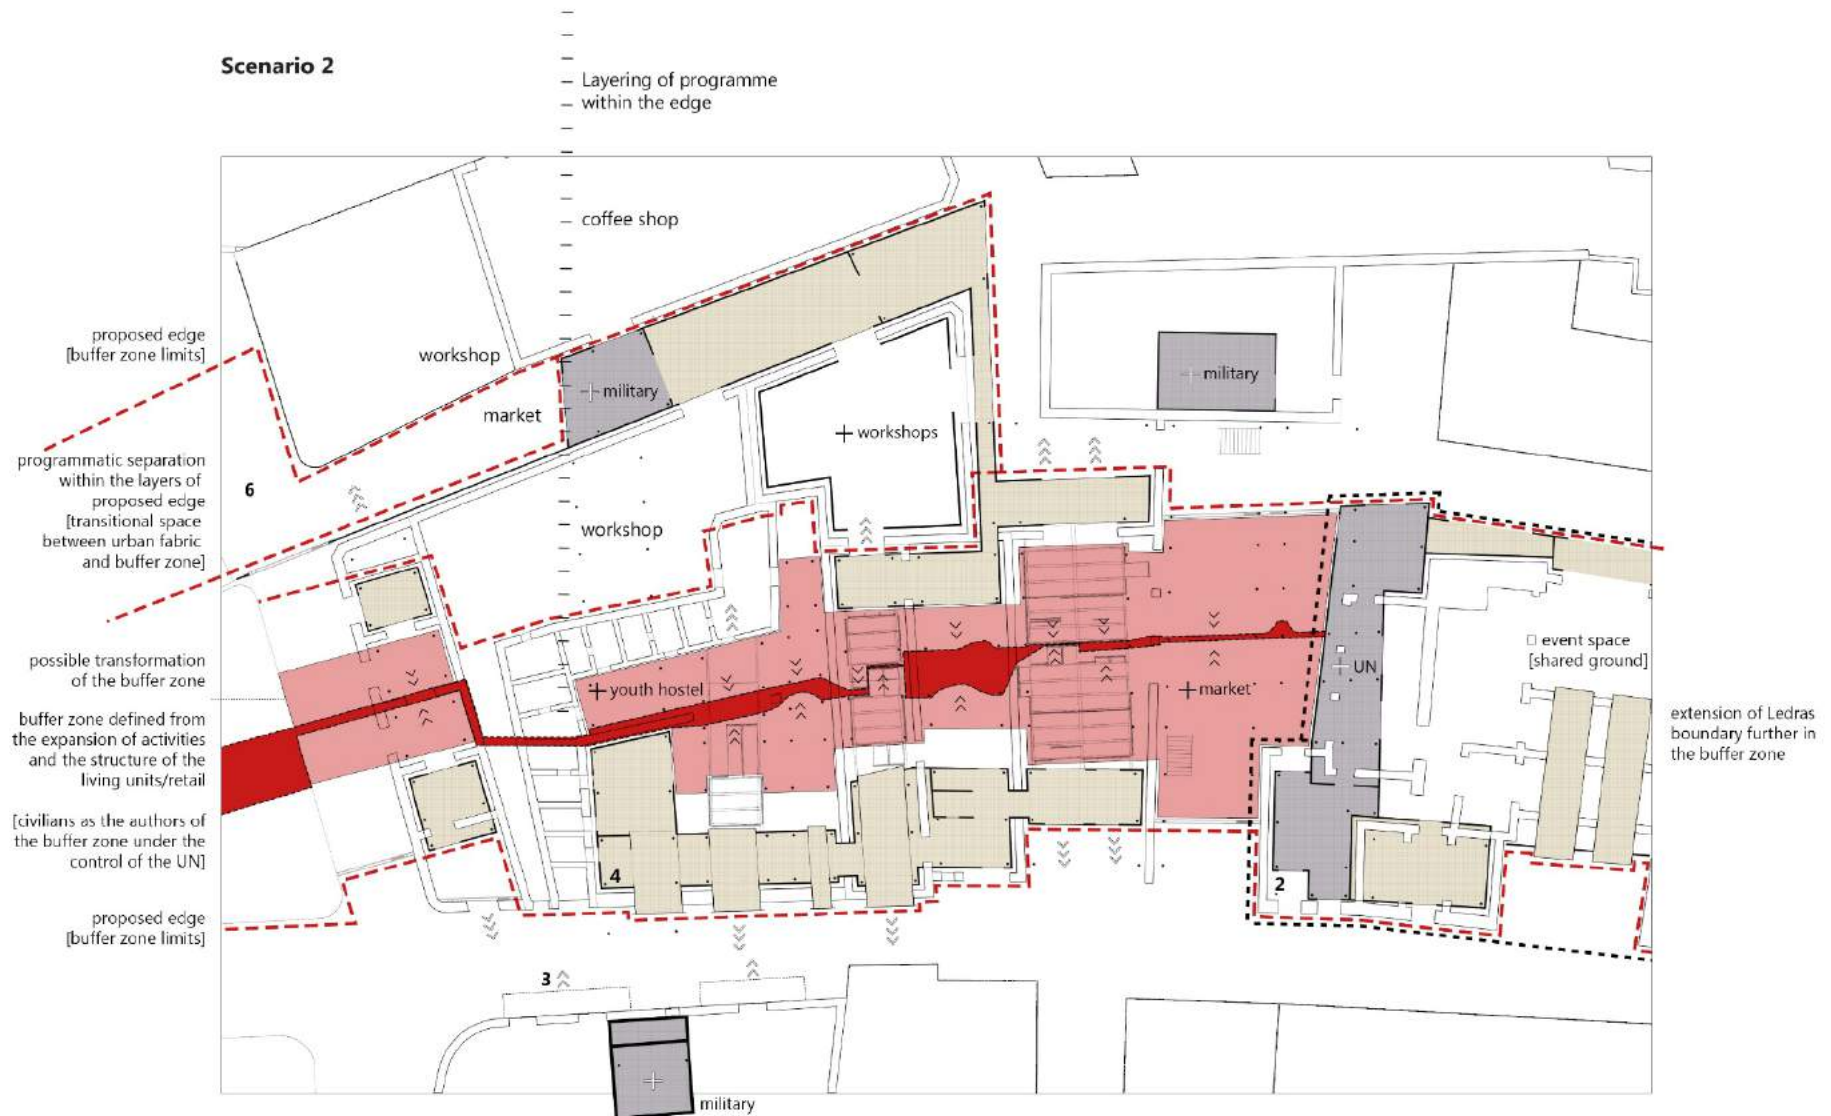 Scenario 2
Layering of programme
within the edge
coffee shop
proposed edge
[buffer zone limits]
workshop
military
military
market
workshops
programmatic separation
within the layers of
proposed edge
[transitional space
between urban fabric
and buffer zone]
6
workshop
event space
[shared ground]
possible transformation
of the buffer zone
youth hostel
market
UN
buffer zone defined from
the expansion of activities
and the structure of the
living units/retail
extension of Ledras
boundary further in
the buffer zone
[civilians as the authors of
the buffer zone under the
control of the UN]
4
2
proposed edge
[buffer zone limits]
3
military